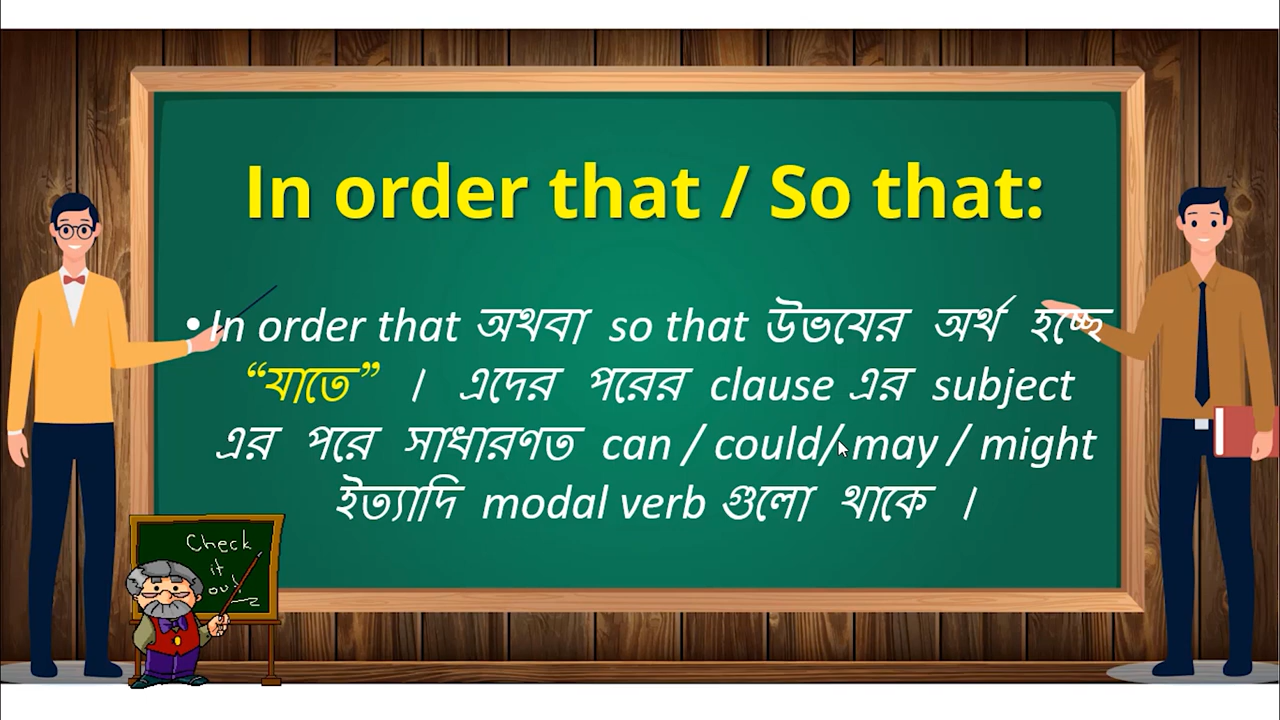 In order that / So that:
• In order that অথবা so that উভয়ের অর্থ হচ্ছে
“যাতে” । এদের পরের clause এর subject
এর পরে সাধারণত can / could/ may / might
ইত্যাদি modal verb গুলো থাকে ।
Check
it
out!